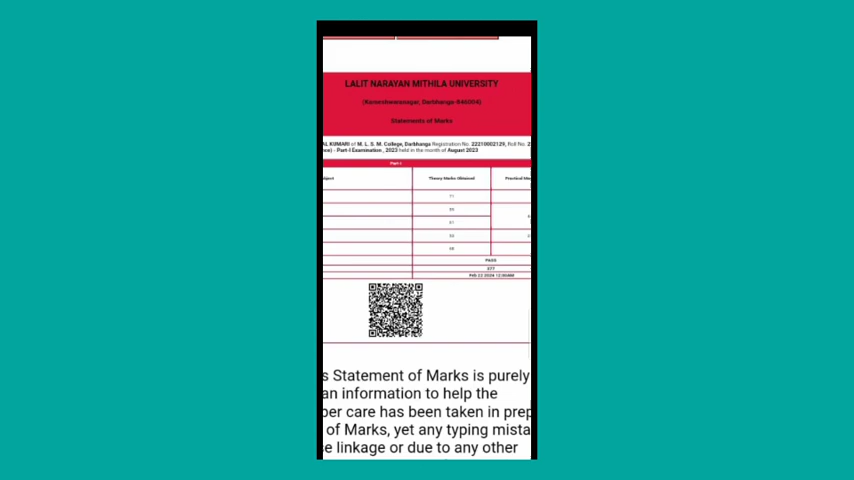 LALIT NARAYAN MITHILA UNIVERSITY
(Kameshwaranagar, Darbhanga-846004)
Statements of Marks
AL KUMARI of M. L. S. M. College, Darbhanga Registration No. 22210002129, Roll No. 2
- Part-I Examination , 2023 held in the month of August 2023
Part-I
bject Theory Marks Obtained Practical Ma
PASS
377
Feb 22 2024 12:00AM
s Statement of Marks is purely
an information to help the
per care has been taken in prep
of Marks, yet any typing mista
se linkage or due to any other